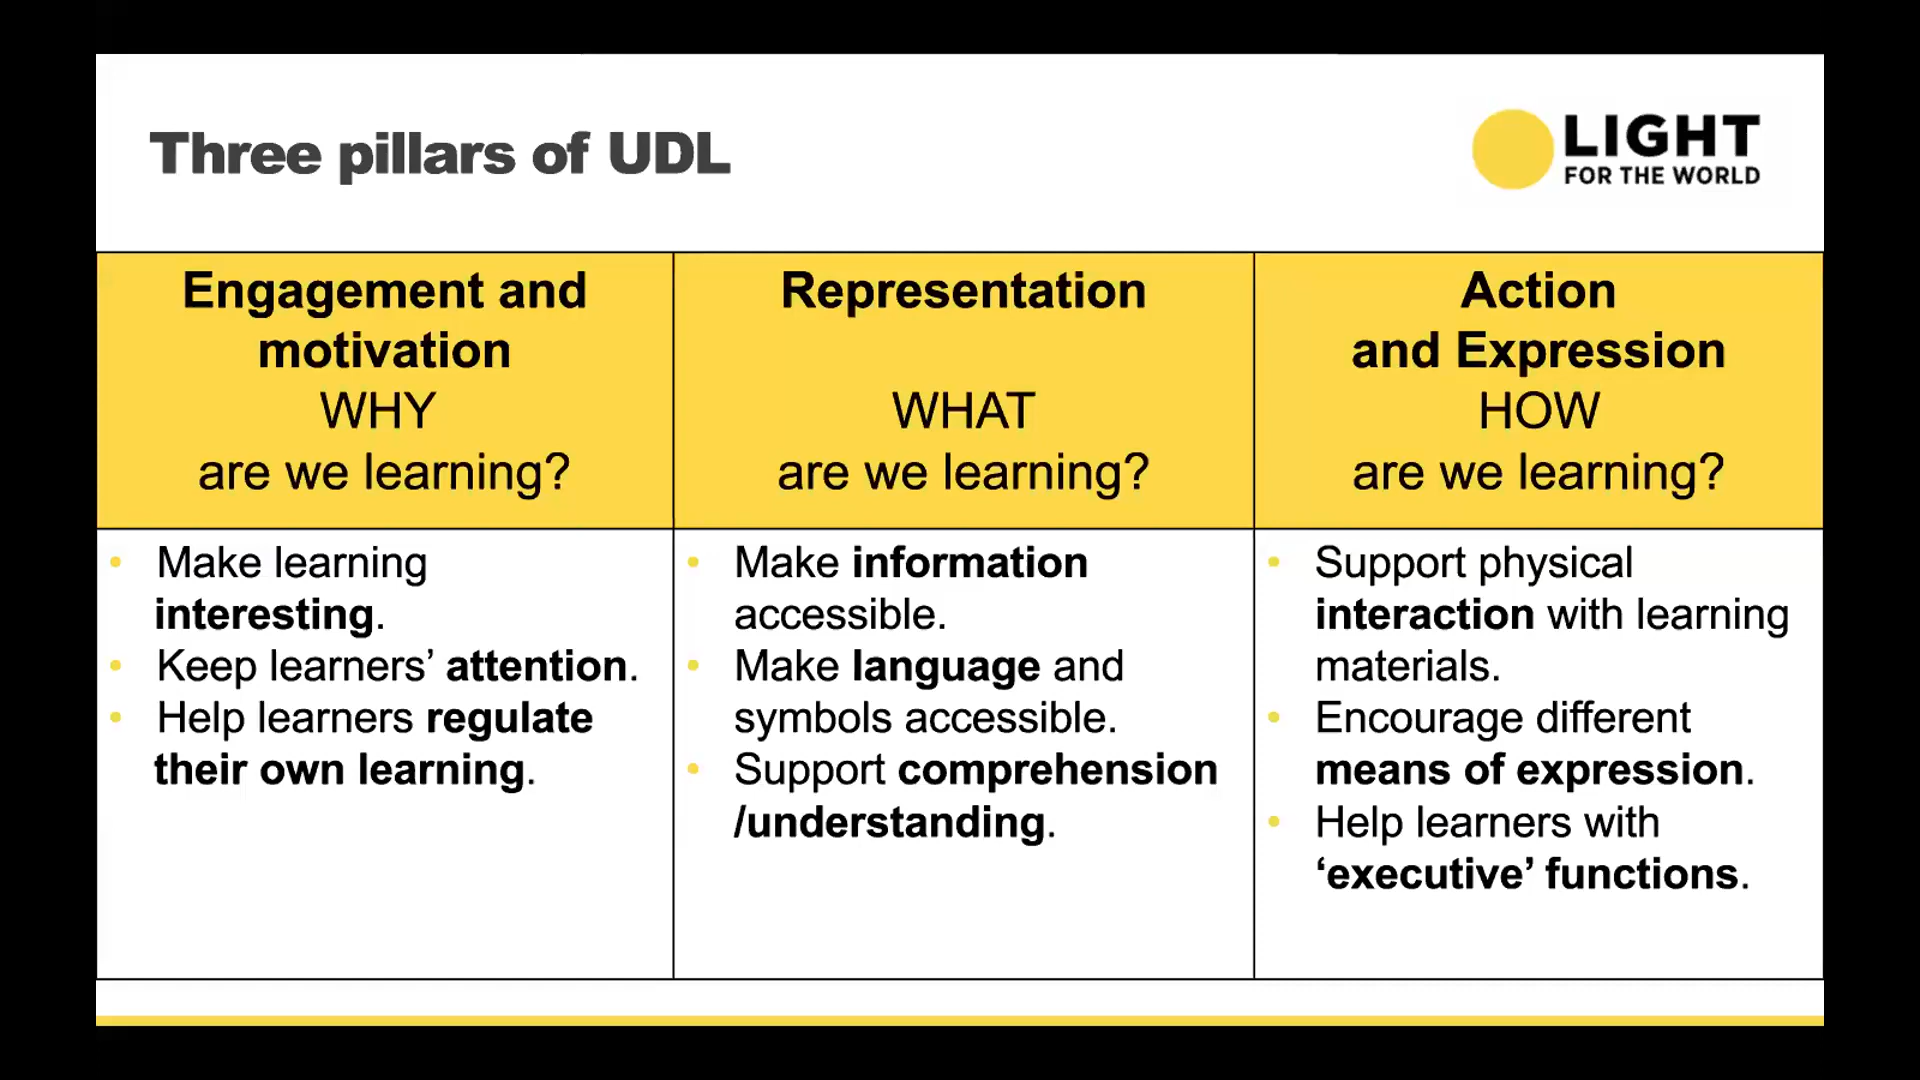 Three pillars of UDL
LIGHT
FOR THE WORLD
Engagement and
motivation
WHY
are we learning?
Representation
WHAT
are we learning?
Action
and Expression
HOW
are we learning?
• Make learning
interesting.
• Keep learners’ attention.
• Help learners regulate
their own learning.
• Make information
accessible.
• Make language and
symbols accessible.
• Support comprehension
/understanding.
• Support physical
interaction with learning
materials.
• Encourage different
means of expression.
• Help learners with
‘executive’ functions.